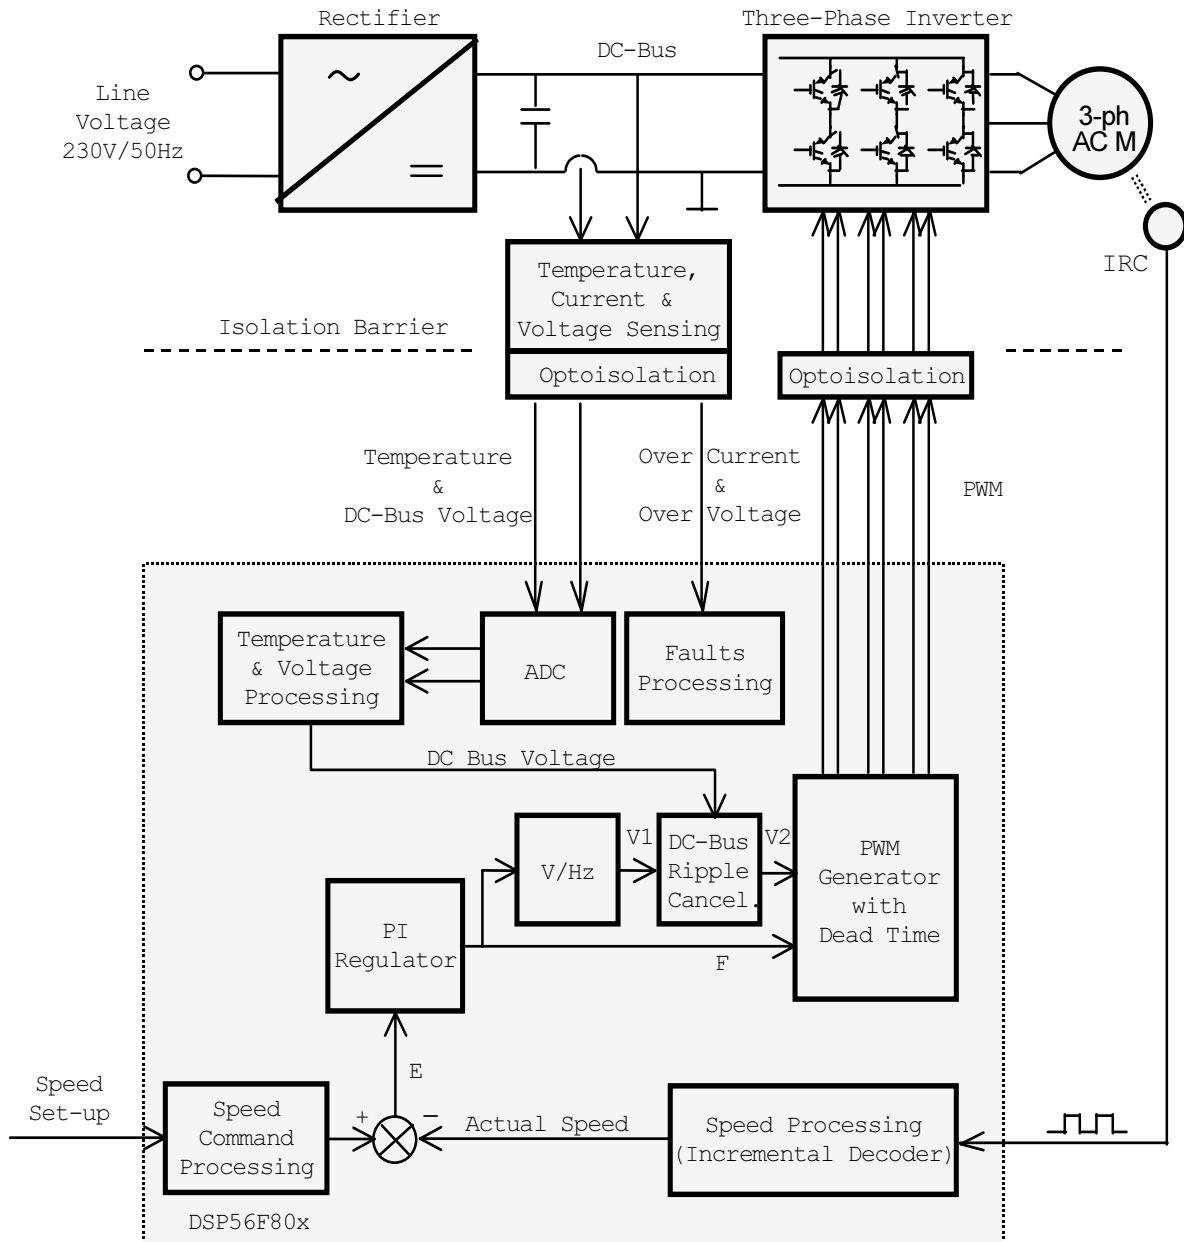 Rectifier
Three-Phase Inverter
DC-Bus
Line
Voltage
230V/50Hz
3-ph
AC M
IRC
Temperature,
Current &
Voltage Sensing
Isolation Barrier
Optoisolation
Optoisolation
Temperature
&
DC-Bus Voltage
Over Current
&
Over Voltage
PWM
Temperature
& Voltage
Processing
ADC
Faults
Processing
DC Bus Voltage
V/Hz
V1
DC-Bus
Ripple
Cancel.
V2
PWM
Generator
with
Dead Time
PI
Regulator
F
E
Speed
Set-up
Speed
Command
Processing
+
−
Actual Speed
Speed Processing
(Incremental Decoder)
DSP56F80x